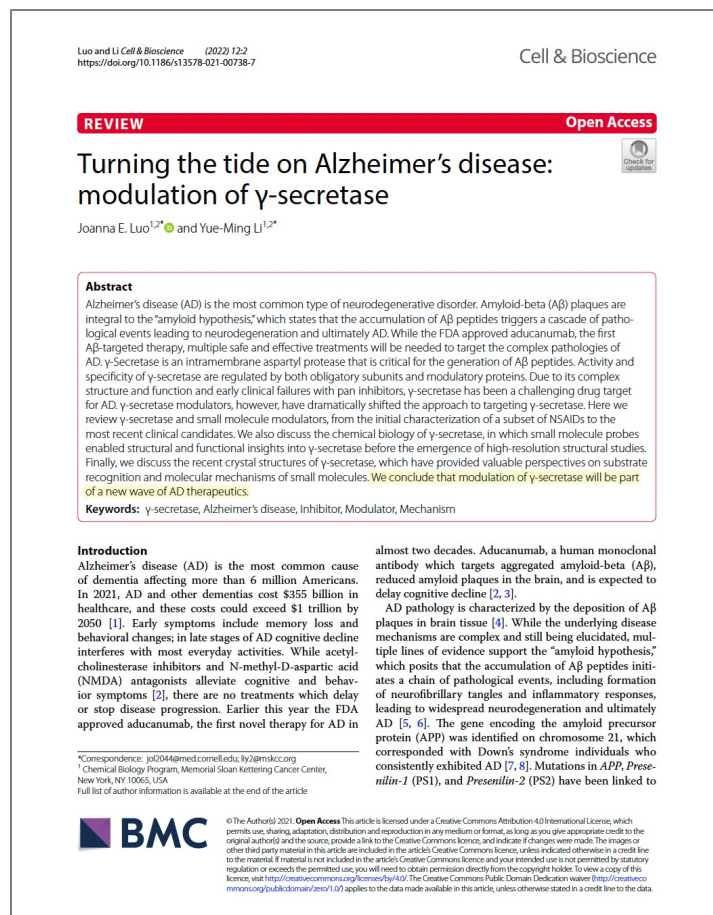 Luo and Li Cell & Bioscience (2022) 12:2
https://doi.org/10.1186/s13578-021-00738-7
Cell & Bioscience
REVIEW
Open Access
Check for
updates
Turning the tide on Alzheimer's disease:
modulation of γ-secretase
Joanna E. Luo1,2* and Yue-Ming Li1,2*
Abstract
Alzheimer's disease (AD) is the most common type of neurodegenerative disorder. Amyloid-beta (Aβ) plaques are
integral to the "amyloid hypothesis," which states that the accumulation of Aβ peptides triggers a cascade of patho-
logical events leading to neurodegeneration and ultimately AD. While the FDA approved aducanumab, the first
Aβ-targeted therapy, multiple safe and effective treatments will be needed to target the complex pathologies of
AD. γ-Secretase is an intramembrane aspartyl protease that is critical for the generation of Aβ peptides. Activity and
specificity of γ-secretase are regulated by both obligatory subunits and modulatory proteins. Due to its complex
structure and function and early clinical failures with pan inhibitors, γ-secretase has been a challenging drug target
for AD. γ-secretase modulators, however, have dramatically shifted the approach to targeting γ-secretase. Here we
review γ-secretase and small molecule modulators, from the initial characterization of a subset of NSAIDs to the
most recent clinical candidates. We also discuss the chemical biology of γ-secretase, in which small molecule probes
enabled structural and functional insights into γ-secretase before the emergence of high-resolution structural studies.
Finally, we discuss the recent crystal structures of γ-secretase, which have provided valuable perspectives on substrate
recognition and molecular mechanisms of small molecules. We conclude that modulation of γ-secretase will be part
of a new wave of AD therapeutics.
Keywords: γ-secretase, Alzheimer's disease, Inhibitor, Modulator, Mechanism
Introduction
Alzheimer's disease (AD) is the most common cause
of dementia affecting more than 6 million Americans.
In 2021, AD and other dementias cost $355 billion in
healthcare, and these costs could exceed $1 trillion by
2050 [1]. Early symptoms include memory loss and
behavioral changes; in late stages of AD cognitive decline
interferes with most everyday activities. While acetyl-
cholinesterase inhibitors and N-methyl-D-aspartic acid
(NMDA) antagonists alleviate cognitive and behav-
ior symptoms [2], there are no treatments which delay
or stop disease progression. Earlier this year the FDA
approved aducanumab, the first novel therapy for AD in
almost two decades. Aducanumab, a human monoclonal
antibody which targets aggregated amyloid-beta (Aβ),
reduced amyloid plaques in the brain, and is expected to
delay cognitive decline [2, 3].
AD pathology is characterized by the deposition of Aβ
plaques in brain tissue [4]. While the underlying disease
mechanisms are complex and still being elucidated, mul-
tiple lines of evidence support the "amyloid hypothesis,"
which posits that the accumulation of Aβ peptides initi-
ates a chain of pathological events, including formation
of neurofibrillary tangles and inflammatory responses,
leading to widespread neurodegeneration and ultimately
AD [5, 6]. The gene encoding the amyloid precursor
protein (APP) was identified on chromosome 21, which
corresponded with Down's syndrome individuals who
consistently exhibited AD [7, 8]. Mutations in APP, Prese-
nilin-1 (PS1), and Presenilin-2 (PS2) have been linked to
*Correspondence: jol2044@med.cornell.edu; liy2@mskcc.org
1 Chemical Biology Program, Memorial Sloan Kettering Cancer Center,
New York, NY 10065, USA
Full list of author information is available at the end of the article
BMC
© The Author(s) 2021. Open Access This article is licensed under a Creative Commons Attribution 4.0 International License, which
permits use, sharing, adaptation, distribution and reproduction in any medium or format, as long as you give appropriate credit to the
original author(s) and the source, provide a link to the Creative Commons licence, and indicate if changes were made. The images or
other third party material in this article are included in the article's Creative Commons licence, unless indicated otherwise in a credit line
to the material. If material is not included in the article's Creative Commons licence and your intended use is not permitted by statutory
regulation or exceeds the permitted use, you will need to obtain permission directly from the copyright holder. To view a copy of this
licence, visit http://creativecommons.org/licenses/by/4.0/. The Creative Commons Public Domain Dedication waiver (http://creativeco
mmons.org/publicdomain/zero/1.0/) applies to the data made available in this article, unless otherwise stated in a credit line to the data.